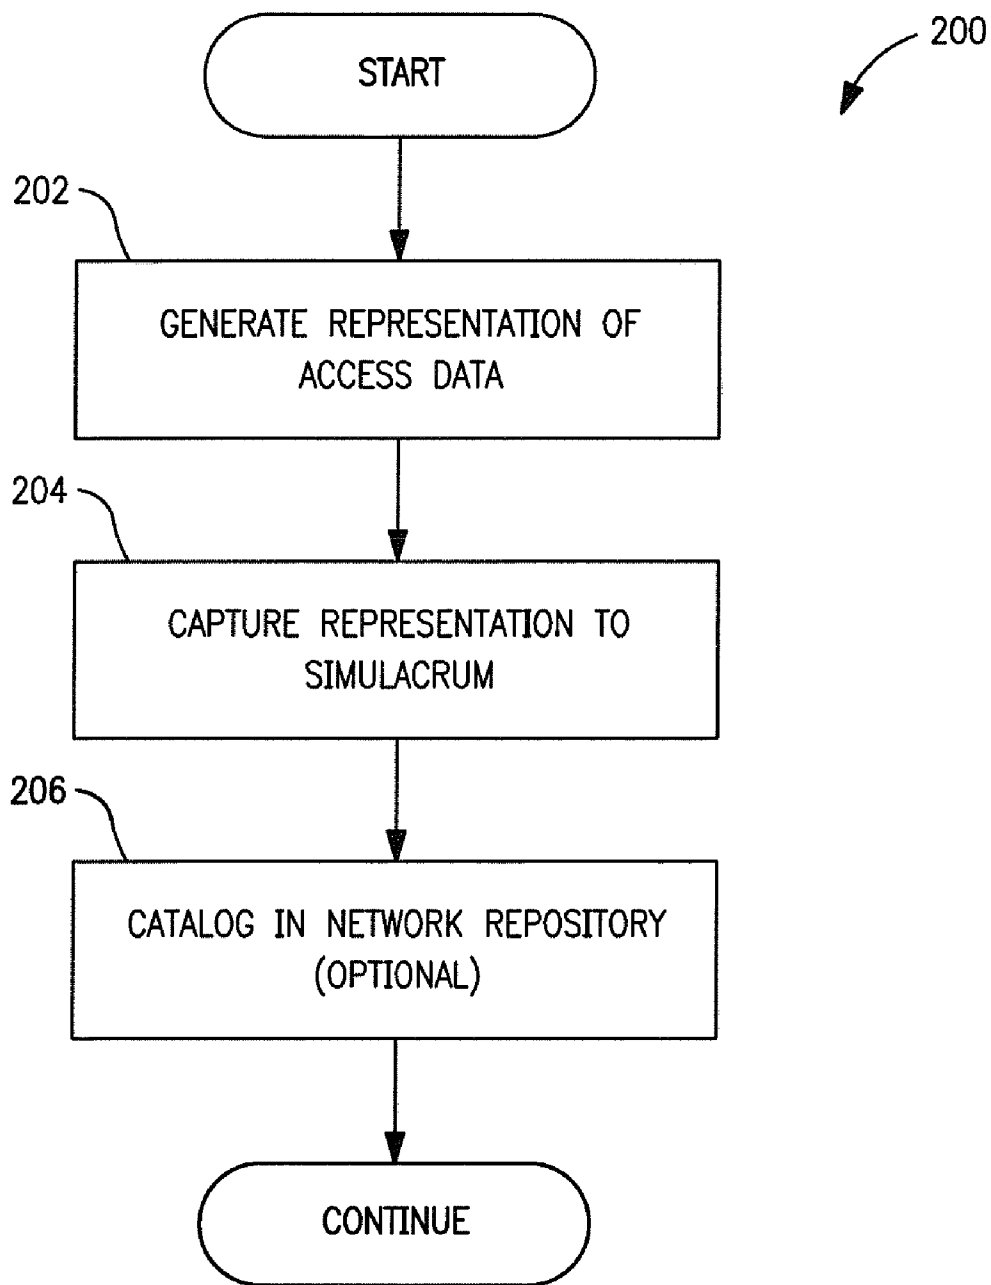 200
START
202
GENERATE REPRESENTATION OF
ACCESS DATA
204
CAPTURE REPRESENTATION TO
SIMULACRUM
206
CATALOG IN NETWORK REPOSITORY
(OPTIONAL)
CONTINUE